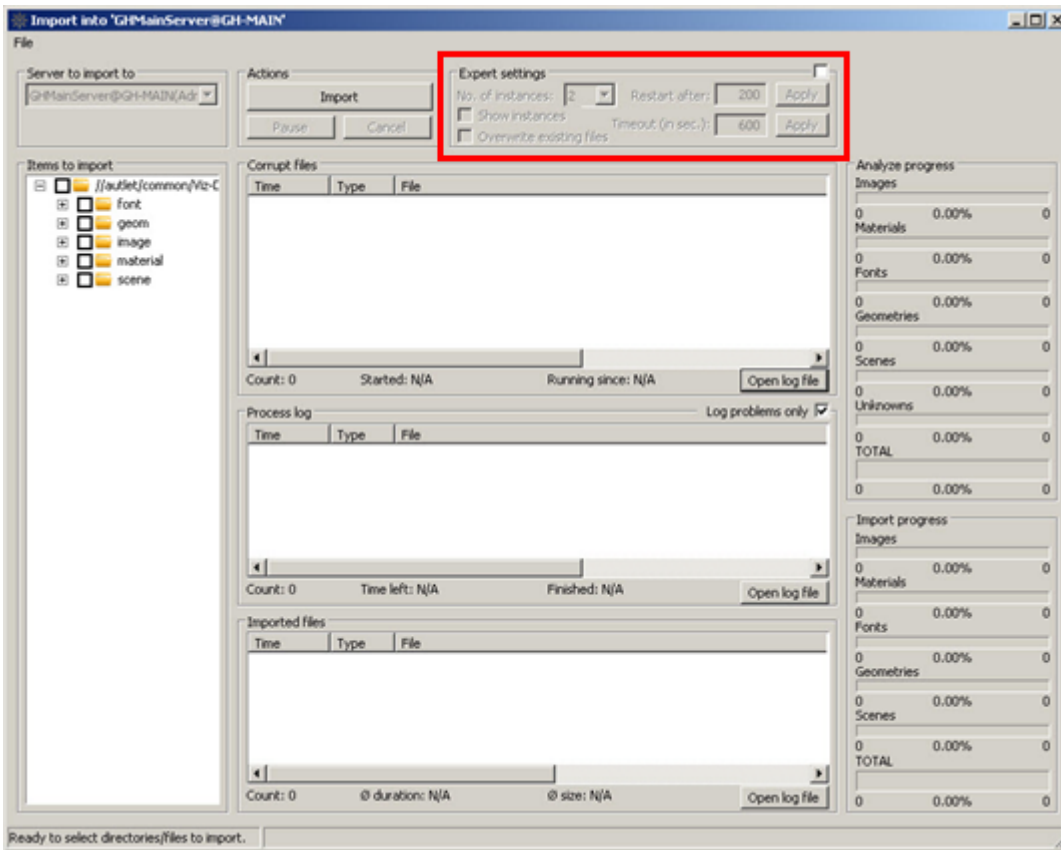 Import into 'GHMainServer@GH-MAIN'
File
Server to import to
GHMainServer@GH-MAIN(Adr
Actions
Import
Pause Cancel
Expert settings
No. of instances: 2 Restart after: 200 Apply
Show instances
Timeout (in sec.): 600 Apply
Overwrite existing files
Items to import
//autlet/common/Viz-D
font
geom
image
material
scene
Corrupt files
Time Type File
Count: 0 Started: N/A Running since: N/A Open log file
Process log Log problems only
Time Type File
Count: 0 Time left: N/A Finished: N/A Open log file
Imported files
Time Type File
Count: 0 Ø duration: N/A Ø size: N/A Open log file
Analyze progress
Images
0 0.00% 0
Materials
0 0.00% 0
Fonts
0 0.00% 0
Geometries
0 0.00% 0
Scenes
0 0.00% 0
Unknowns
0 0.00% 0
TOTAL
0 0.00% 0
Import progress
Images
0 0.00% 0
Materials
0 0.00% 0
Fonts
0 0.00% 0
Geometries
0 0.00% 0
Scenes
0 0.00% 0
TOTAL
0 0.00% 0
Ready to select directories/files to import.